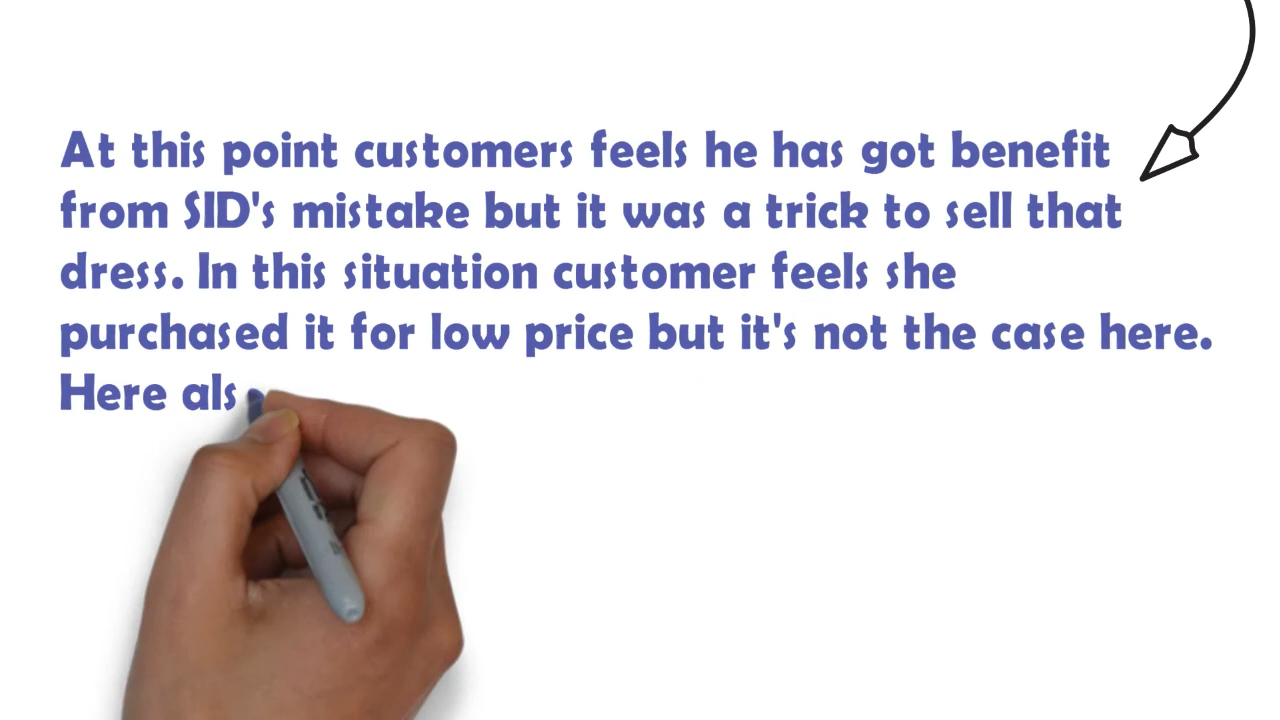 At this point customers feels he has got benefit
from SID's mistake but it was a trick to sell that
dress. In this situation customer feels she
purchased it for low price but it's not the case here.
Here als